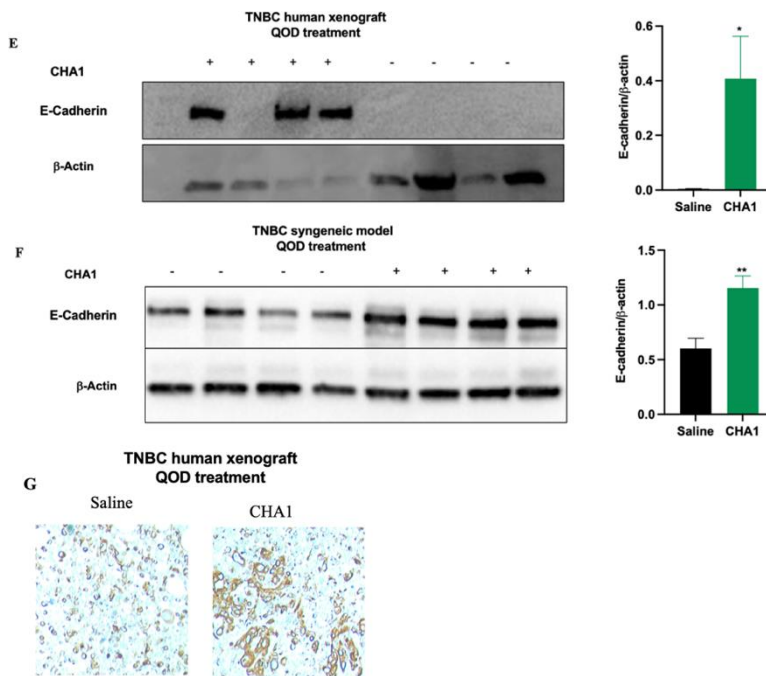 TNBC human xenograft
QOD treatment
E
CHA1 + + + + - - - -
E-Cadherin
β-Actin
E-cadherin/β-actin
0.6
0.4
0.2
0.0
*
Saline CHA1
TNBC syngeneic model
QOD treatment
F
CHA1 - - - - + + + +
E-Cadherin
β-Actin
E-cadherin/β-actin
1.5
1.0
0.5
0.0
**
Saline CHA1
TNBC human xenograft
QOD treatment
G
Saline CHA1